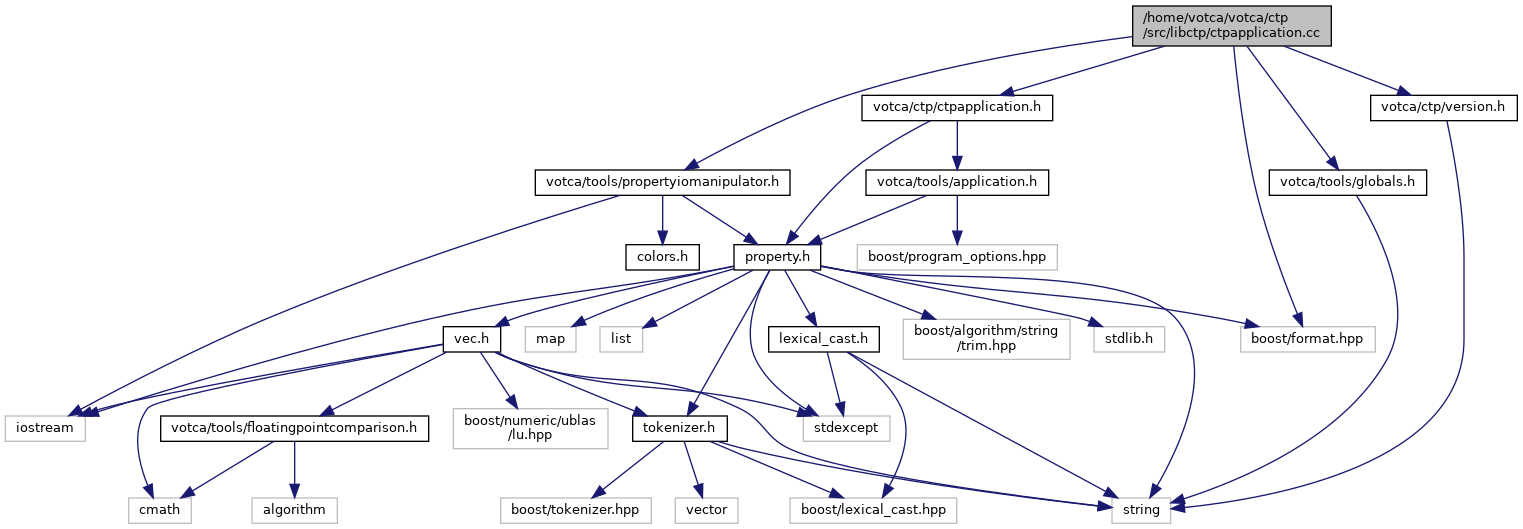 /home/votca/votca/ctp
/src/libctp/ctpapplication.cc
votca/ctp/ctpapplication.h
votca/ctp/version.h
votca/tools/propertyiomanipulator.h
votca/tools/application.h
votca/tools/globals.h
colors.h
property.h
boost/program_options.hpp
vec.h
map
list
lexical_cast.h
boost/algorithm/string
/trim.hpp
stdlib.h
boost/format.hpp
iostream
votca/tools/floatingpointcomparison.h
boost/numeric/ublas
/lu.hpp
tokenizer.h
stdexcept
cmath
algorithm
boost/tokenizer.hpp
vector
boost/lexical_cast.hpp
string